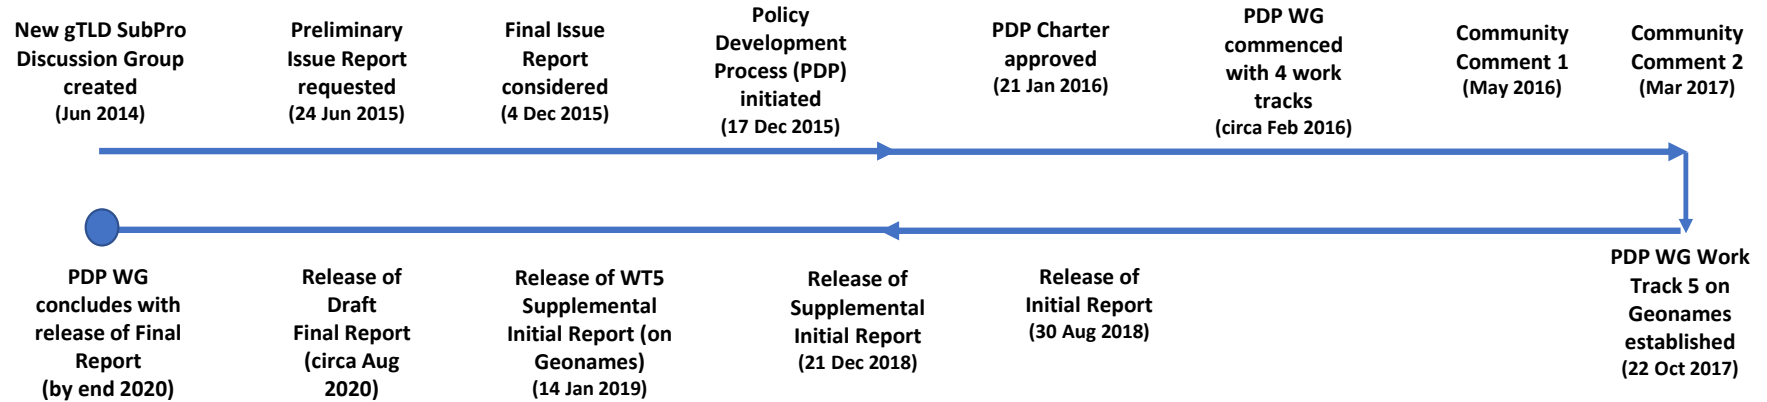 New gTLD SubPro
Discussion Group
created
(Jun 2014)
Preliminary
Issue Report
requested
(24 Jun 2015)
Final Issue
Report
considered
(4 Dec 2015)
Policy
Development
Process (PDP)
initiated
(17 Dec 2015)
PDP Charter
approved
(21 Jan 2016)
PDP WG
commenced
with 4 work
tracks
(circa Feb 2016)
Community
Comment 1
(May 2016)
Community
Comment 2
(Mar 2017)
PDP WG
concludes with
release of Final
Report
(by end 2020)
Release of
Draft
Final Report
(circa Aug
2020)
Release of WT5
Supplemental
Initial Report (on
Geonames)
(14 Jan 2019)
Release of
Supplemental
Initial Report
(21 Dec 2018)
Release of
Initial Report
(30 Aug 2018)
PDP WG Work
Track 5 on
Geonames
established
(22 Oct 2017)